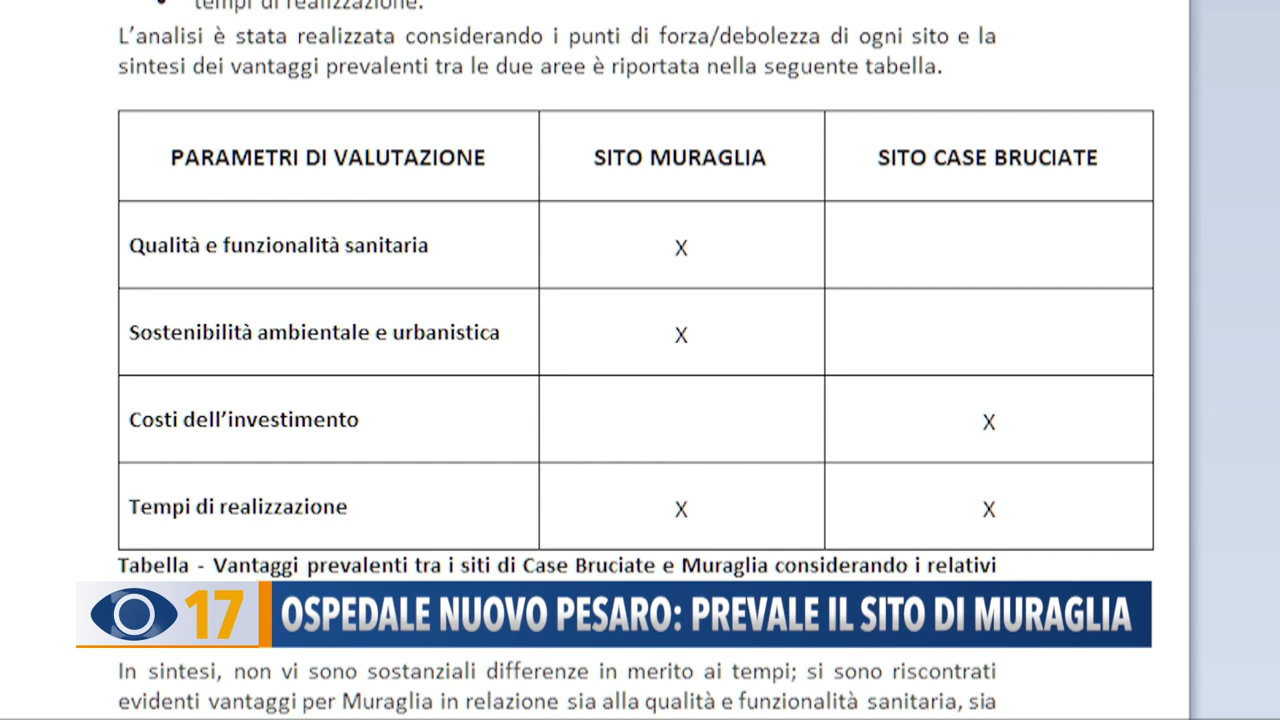 tempi di realizzazione.
L’analisi è stata realizzata considerando i punti di forza/debolezza di ogni sito e la
sintesi dei vantaggi prevalenti tra le due aree è riportata nella seguente tabella.
PARAMETRI DI VALUTAZIONE SITO MURAGLIA SITO CASE BRUCIATE
Qualità e funzionalità sanitaria X
Sostenibilità ambientale e urbanistica X
Costi dell’investimento X
Tempi di realizzazione X X
Tabella - Vantaggi prevalenti tra i siti di Case Bruciate e Muraglia considerando i relativi
17 OSPEDALE NUOVO PESARO: PREVALE IL SITO DI MURAGLIA
In sintesi, non vi sono sostanziali differenze in merito ai tempi; si sono riscontrati
evidenti vantaggi per Muraglia in relazione sia alla qualità e funzionalità sanitaria, sia